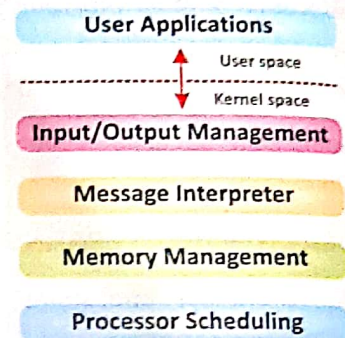 User Applications
User space
Kernel space
Input/Output Management
Message Interpreter
Memory Management
Processor Scheduling